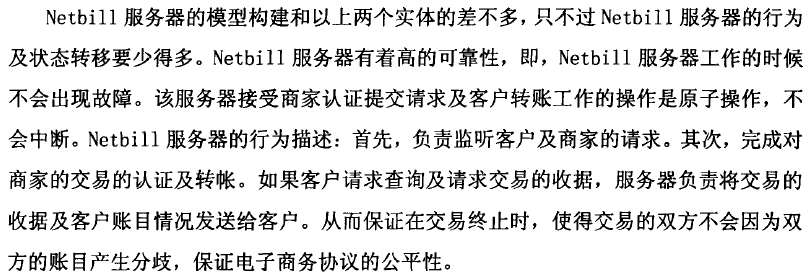 Netbill 服务器的模型构建和以上两个实体的差不多，只不过 Netbill 服务器的行为
及状态转移要少得多。Netbill 服务器有着高的可靠性，即，Netbill 服务器工作的时候
不会出现故障。该服务器接受商家认证提交请求及客户转账工作的操作是原子操作，不
会中断。Netbill 服务器的行为描述：首先，负责监听客户及商家的请求。其次，完成对
商家的交易的认证及转帐。如果客户请求查询及请求交易的收据，服务器负责将交易的
收据及客户账目情况发送给客户。从而保证在交易终止时，使得交易的双方不会因为双
方的账目产生分歧，保证电子商务协议的公平性。